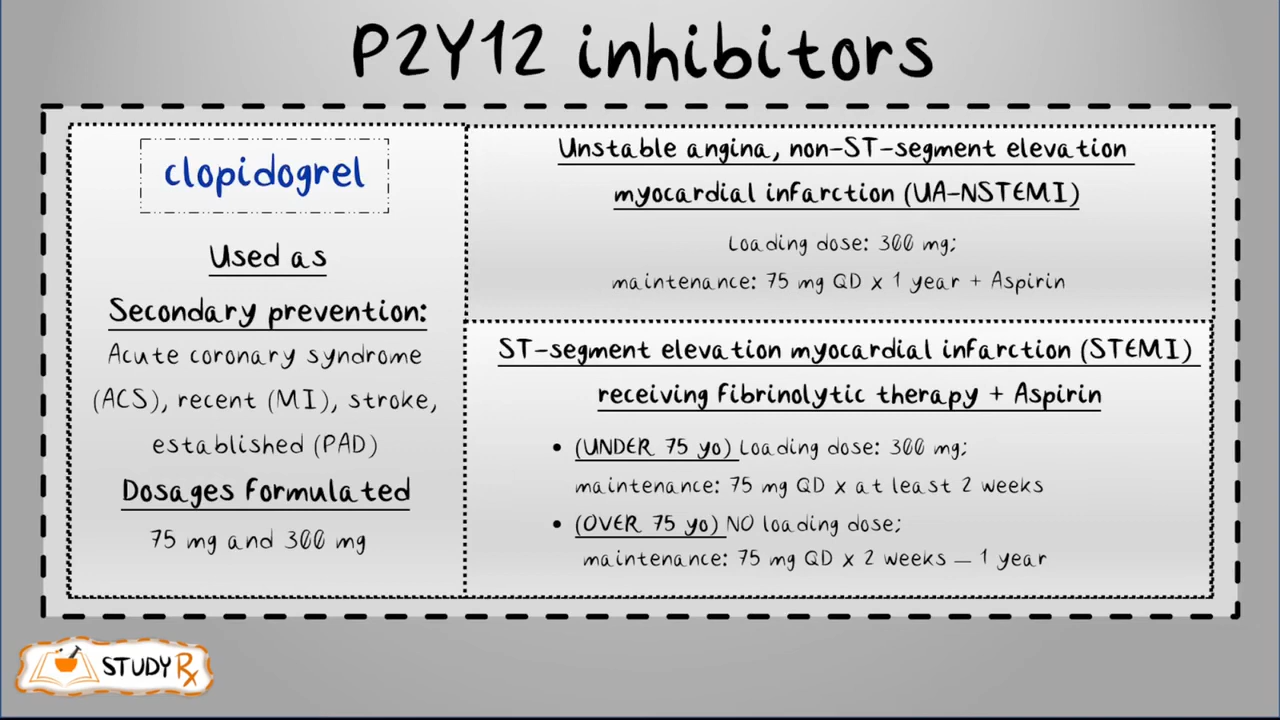 P2Y12 inhibitors
clopidogrel
Used as
Secondary prevention:
Acute coronary syndrome
(ACS), recent (MI), stroke,
established (PAD)
Dosages formulated
75 mg and 300 mg
Unstable angina, non-ST-segment elevation
myocardial infarction (UA-NSTEMI)
Loading dose: 300 mg;
maintenance: 75 mg QD x 1 year + Aspirin
ST-segment elevation myocardial infarction (STEMI)
receiving fibrinolytic therapy + Aspirin
• (UNDER 75 yo) Loading dose: 300 mg;
maintenance: 75 mg QD x at least 2 weeks
• (OVER 75 yo) NO loading dose;
maintenance: 75 mg QD x 2 weeks — 1 year
STUDY Rx